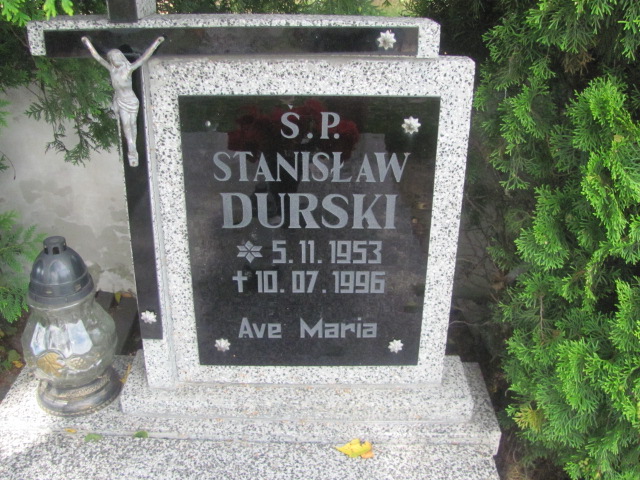 Ś.P.
STANISŁAW
DURSKI
5.11.1953
10.07.1996
Ave Maria